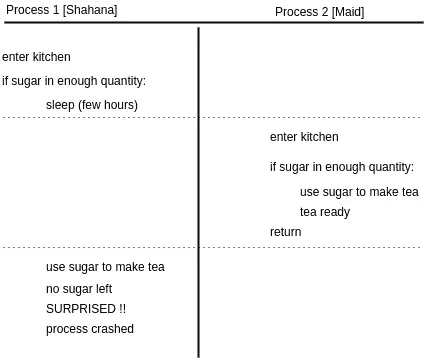 Process 1 [Shahana]
Process 2 [Maid]
enter kitchen
if sugar in enough quantity:
sleep (few hours)
enter kitchen
if sugar in enough quantity:
use sugar to make tea
tea ready
return
use sugar to make tea
no sugar left
SURPRISED !!
process crashed